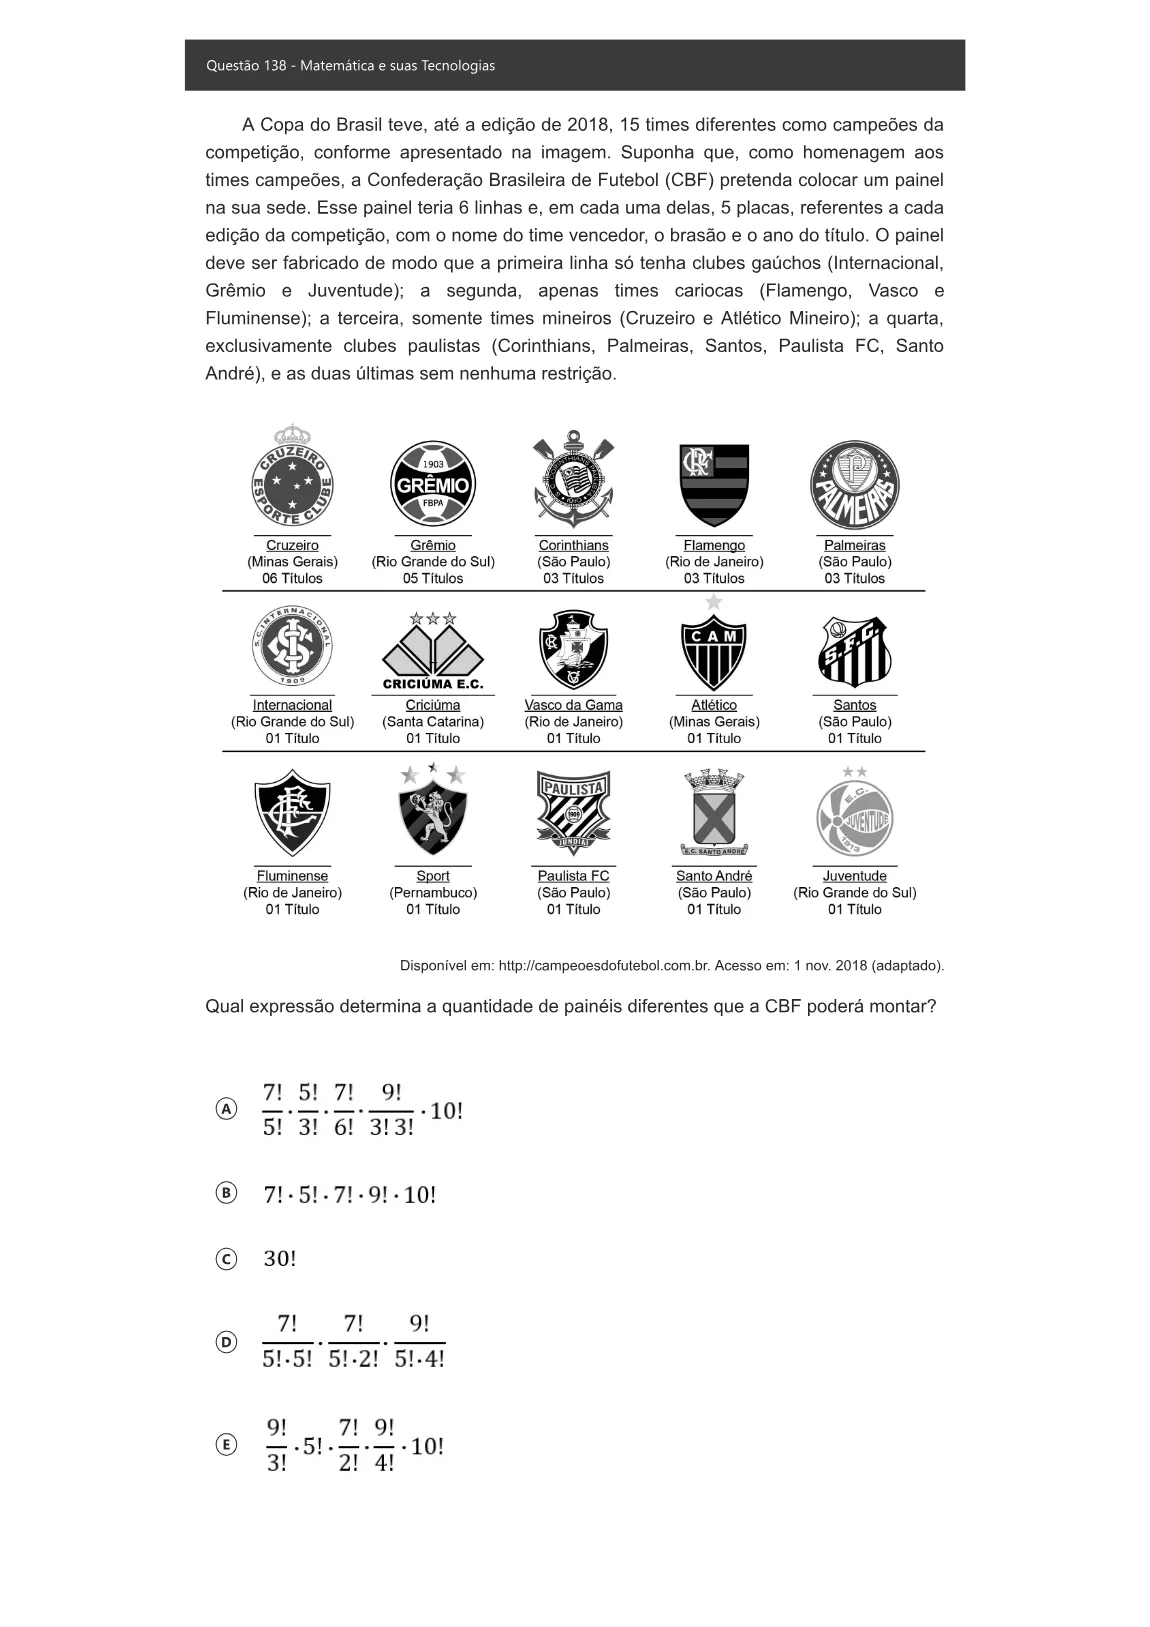 Questão 138 - Matemática e suas Tecnologias
A Copa do Brasil teve, até a edição de 2018, 15 times diferentes como campeões da
competição, conforme apresentado na imagem. Suponha que, como homenagem aos
times campeões, a Confederação Brasileira de Futebol (CBF) pretenda colocar um painel
na sua sede. Esse painel teria 6 linhas e, em cada uma delas, 5 placas, referentes a cada
edição da competição, com o nome do time vencedor, o brasão e o ano do título. O painel
deve ser fabricado de modo que a primeira linha só tenha clubes gaúchos (Internacional,
Grêmio e Juventude); a segunda, apenas times cariocas (Flamengo, Vasco e
Fluminense); a terceira, somente times mineiros (Cruzeiro e Atlético Mineiro); a quarta,
exclusivamente clubes paulistas (Corinthians, Palmeiras, Santos, Paulista FC, Santo
André), e as duas últimas sem nenhuma restrição.
CRUZEIRO ESPORTE CLUBE 1903 GRÊMIO FBPA CRF P PALMEIRAS
Cruzeiro Grêmio Corinthians Flamengo Palmeiras
(Minas Gerais) (Rio Grande do Sul) (São Paulo) (Rio de Janeiro) (São Paulo)
06 Títulos 05 Títulos 03 Títulos 03 Títulos 03 Títulos
S.C. INTERNACIONAL 1909 CRICIÚMA E.C. CAM S.F.C.
Internacional Criciúma Vasco da Gama Atlético Santos
(Rio Grande do Sul) (Santa Catarina) (Rio de Janeiro) (Minas Gerais) (São Paulo)
01 Título 01 Título 01 Título 01 Título 01 Título
PAULISTA 1909 JUNDIAÍ E.C. SANTO ANDRÉ E.C. JUVENTUDE 1913
Fluminense Sport Paulista FC Santo André Juventude
(Rio de Janeiro) (Pernambuco) (São Paulo) (São Paulo) (Rio Grande do Sul)
01 Título 01 Título 01 Título 01 Título 01 Título
Disponível em: http://campeoesdofutebol.com.br. Acesso em: 1 nov. 2018 (adaptado).
Qual expressão determina a quantidade de painéis diferentes que a CBF poderá montar?
A 7!/5! · 5!/3! · 7!/6! · 9!/3! 3! · 10!
B 7! · 5! · 7! · 9! · 10!
C 30!
D 7!/5!·5! · 7!/5!·2! · 9!/5!·4!
E 9!/3! · 5! · 7!/2! · 9!/4! · 10!